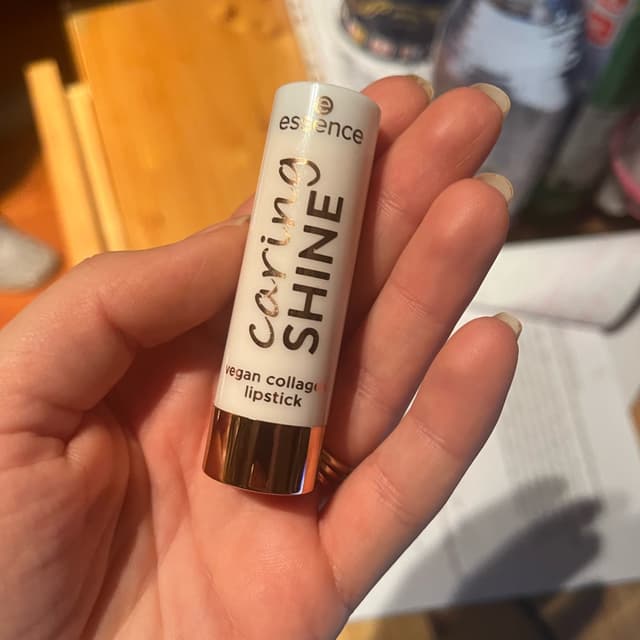 e
essence
caring
SHINE
vegan collagen
lipstick